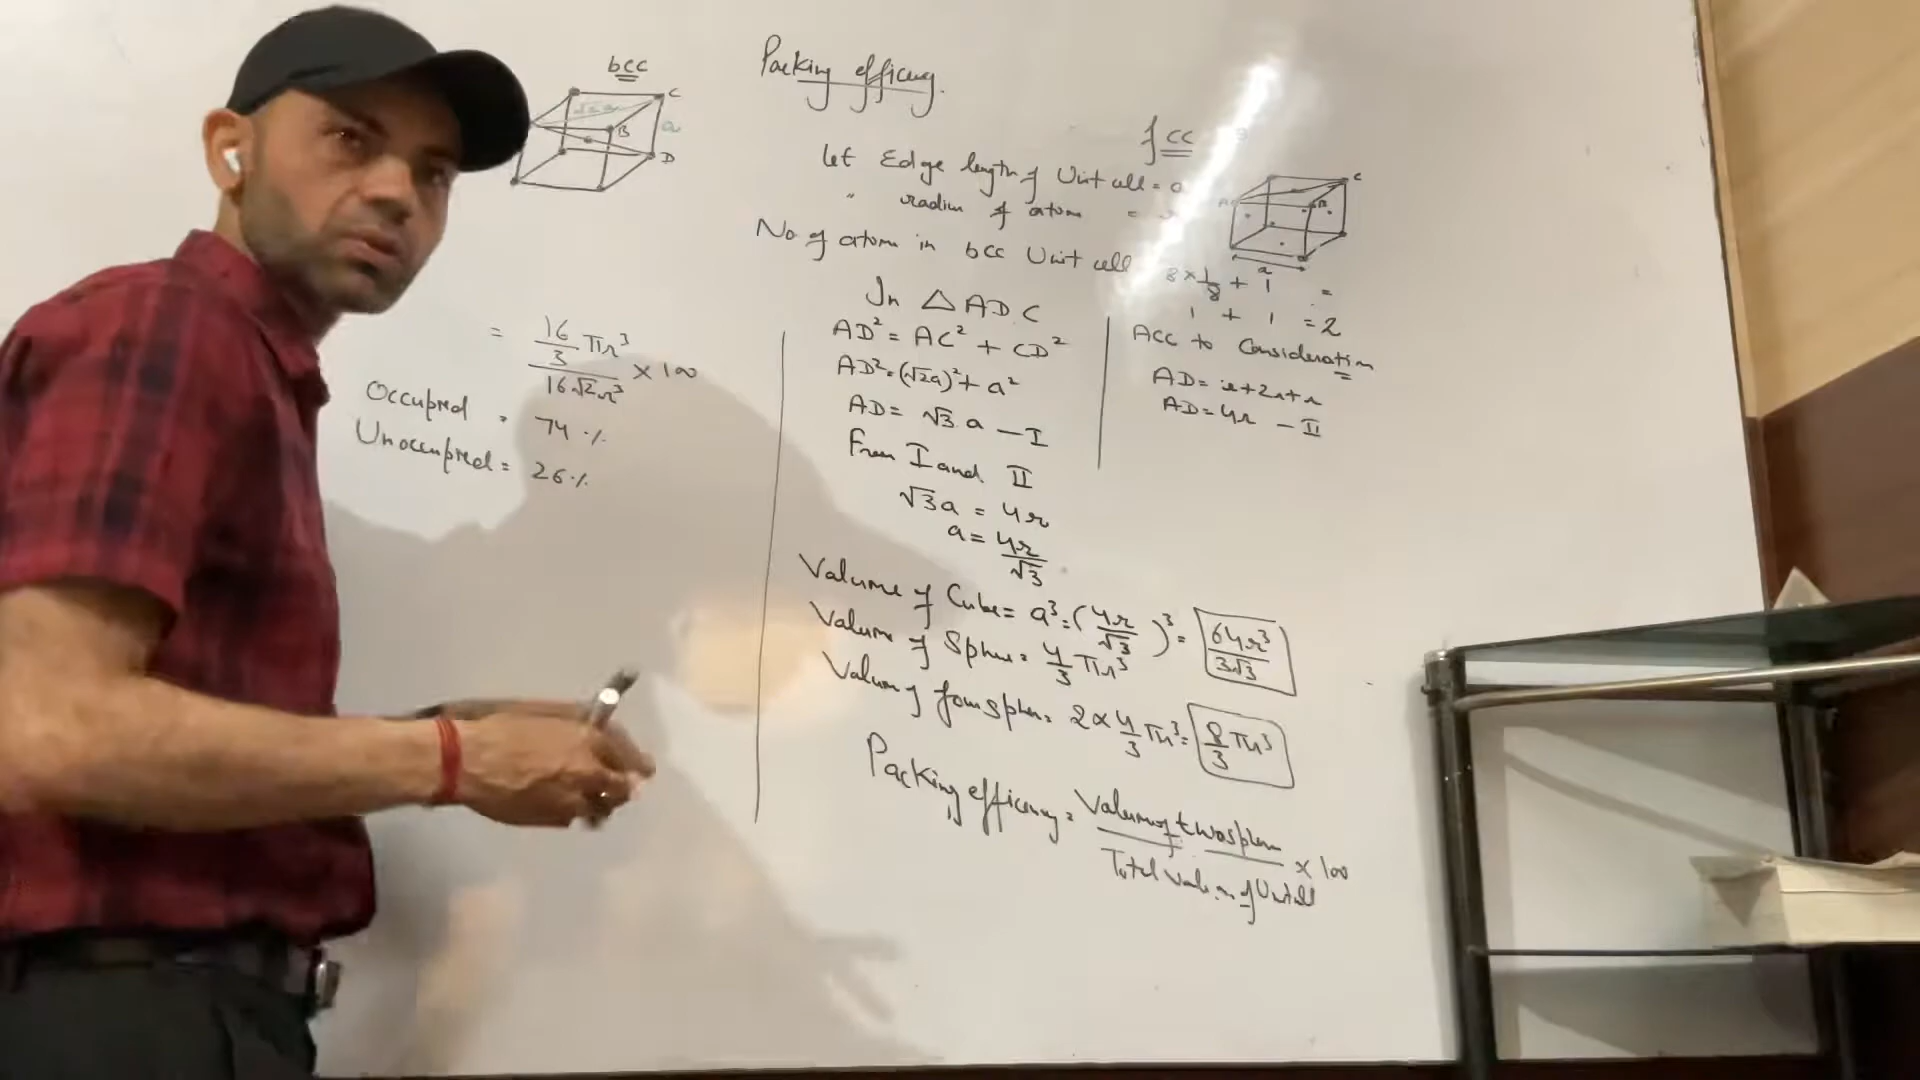 bcc
C
B
a
D
Packing efficency.
fcc
Let Edge length of Unit cell = a
" radius of atom =
No of atom in bcc Unit cell
8 × 1/8 + 1 =
1 + 1 = 2
C
A
B
a
= 16/3 πr³ / 16√2r³ × 100
Occupied = 74 %
Unoccupied = 26 %
In △ ADC
AD² = AC² + CD²
AD² = (√2a)² + a²
AD = √3 a — I
From I and II
√3a = 4r
a = 4r/√3
ACC to Consideration
AD = r+2r+r
AD = 4r — II
Volume of Cube = a³ = (4r/√3)³ = 64r³/3√3
Volume of Sphere = 4/3 πr³
Volume of four sphere = 2 × 4/3 πr³ = 8/3 πr³
Packing efficency = Volume of two sphere / Total volume of Unit cell × 100